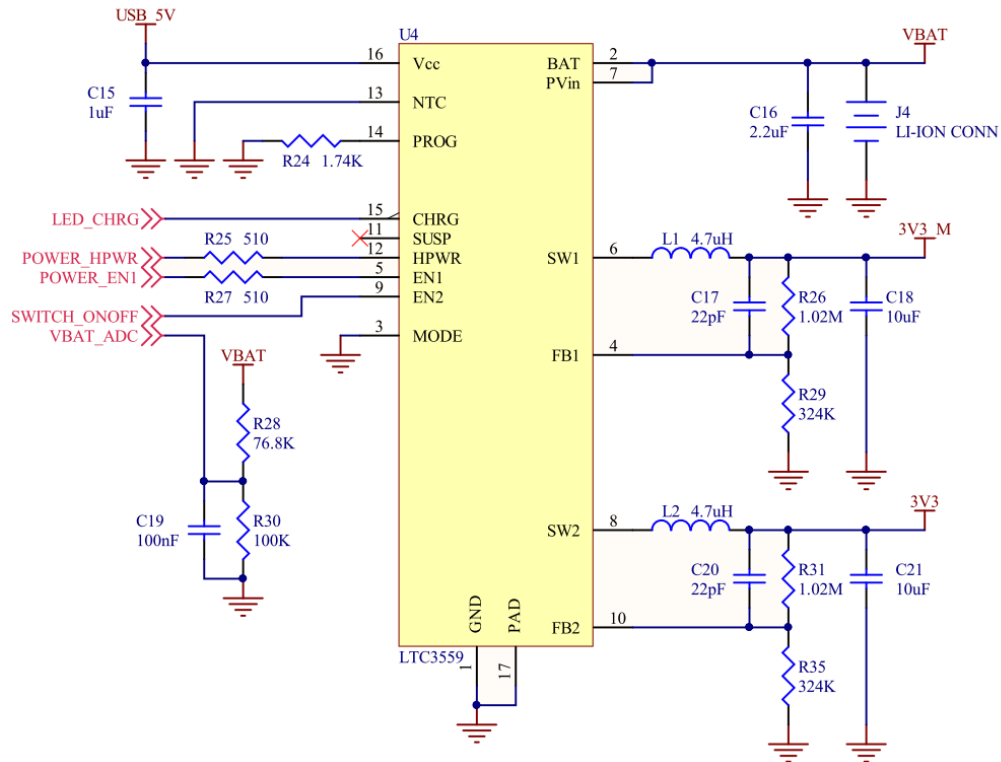 USB_5V
U4
VBAT
16
Vcc
BAT
2
PVin
7
C15
1uF
13
NTC
C16
2.2uF
J4
LI-ION CONN
14
PROG
R24 1.74K
LED_CHRG
15
CHRG
11
SUSP
POWER_HPWR
R25 510
12
HPWR
POWER_EN1
R27 510
5
EN1
SWITCH_ONOFF
9
EN2
VBAT_ADC
3
MODE
SW1
6
L1 4.7uH
3V3_M
C17
22pF
R26
1.02M
C18
10uF
FB1
4
R29
324K
VBAT
R28
76.8K
C19
100nF
R30
100K
SW2
8
L2 4.7uH
3V3
C20
22pF
R31
1.02M
C21
10uF
FB2
10
R35
324K
GND
PAD
LTC3559
1
17